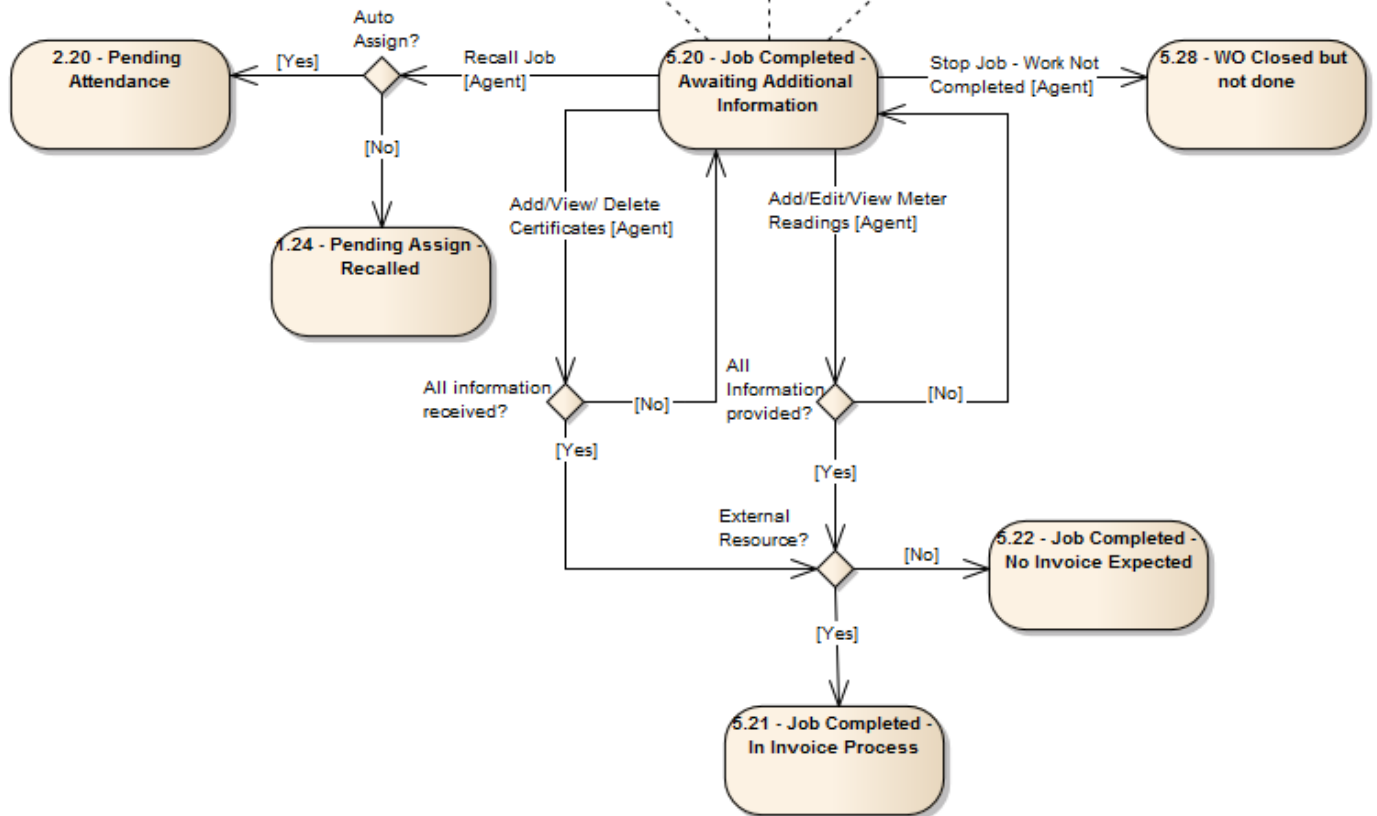 Auto
Assign?
2.20 - Pending
Attendance
[Yes]
Recall Job
[Agent]
5.20 - Job Completed -
Awaiting Additional
Information
Stop Job - Work Not
Completed [Agent]
5.28 - WO Closed but
not done
[No]
Add/View/ Delete
Certificates [Agent]
Add/Edit/View Meter
Readings [Agent]
1.24 - Pending Assign -
Recalled
All information
received?
[No]
All
Information
provided?
[No]
[Yes]
[Yes]
External
Resource?
[No]
5.22 - Job Completed -
No Invoice Expected
[Yes]
5.21 - Job Completed -
In Invoice Process